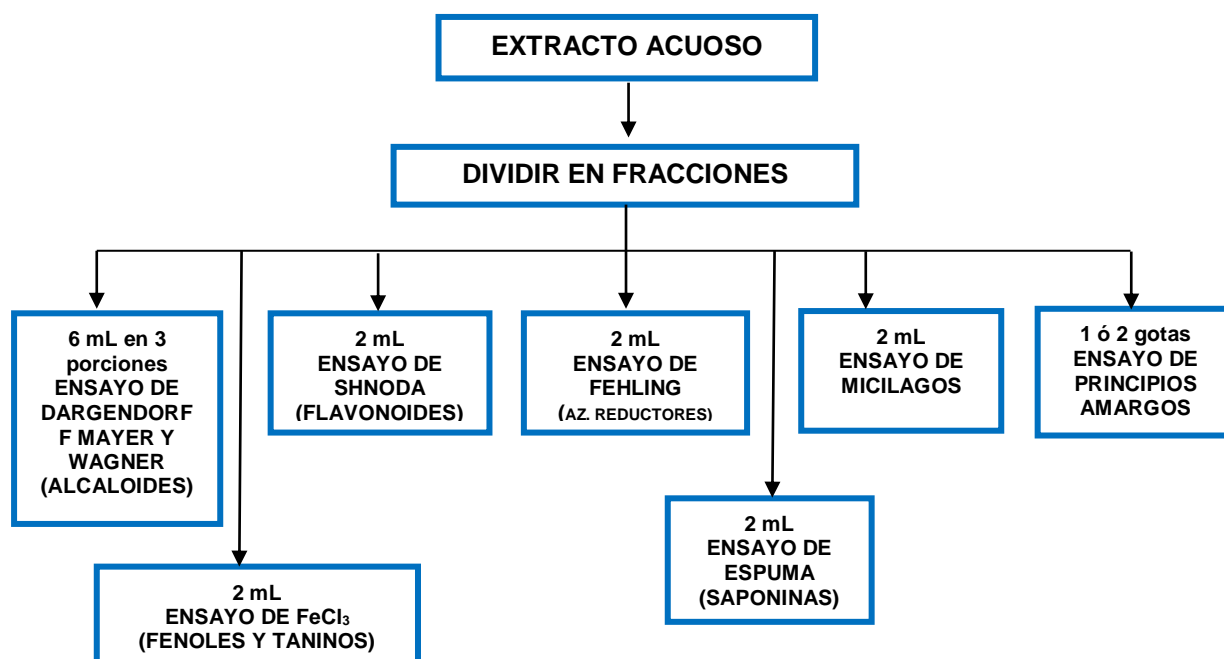 EXTRACTO ACUOSO
DIVIDIR EN FRACCIONES
6 mL en 3
porciones
ENSAYO DE
DARGENDORF
F MAYER Y
WAGNER
(ALCALOIDES)
2 mL
ENSAYO DE
SHNODA
(FLAVONOIDES)
2 mL
ENSAYO DE
FEHLING
(AZ. REDUCTORES)
2 mL
ENSAYO DE
MICILAGOS
1 ó 2 gotas
ENSAYO DE
PRINCIPIOS
AMARGOS
2 mL
ENSAYO DE FeCl₃
(FENOLES Y TANINOS)
2 mL
ENSAYO DE
ESPUMA
(SAPONINAS)